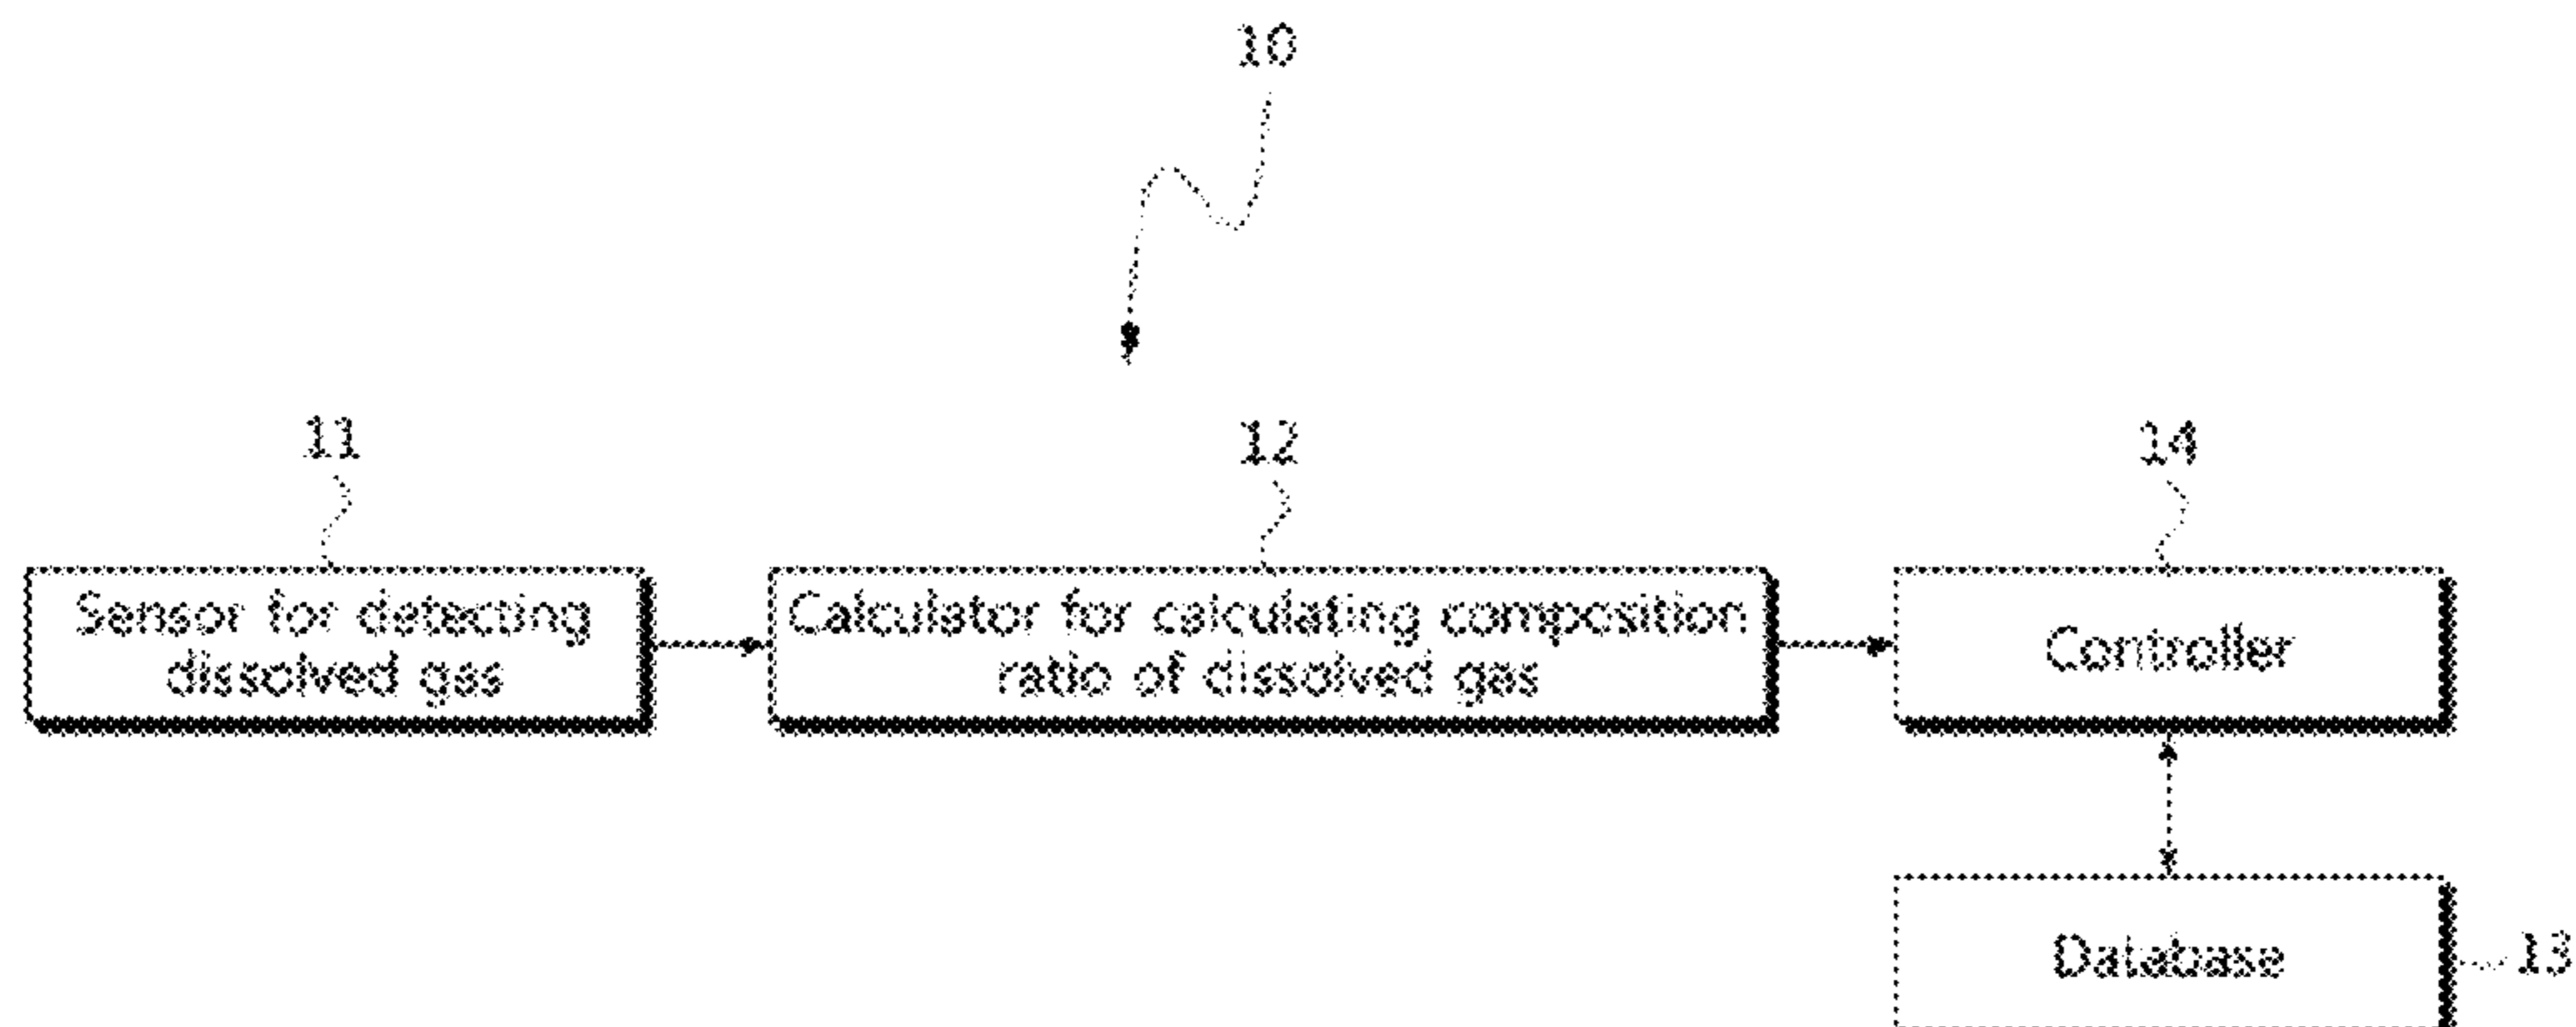 10
11
12
14
Sensor for detecting
dissolved gas
Calculator for calculating composition
ratio of dissolved gas
Controller
Database
13